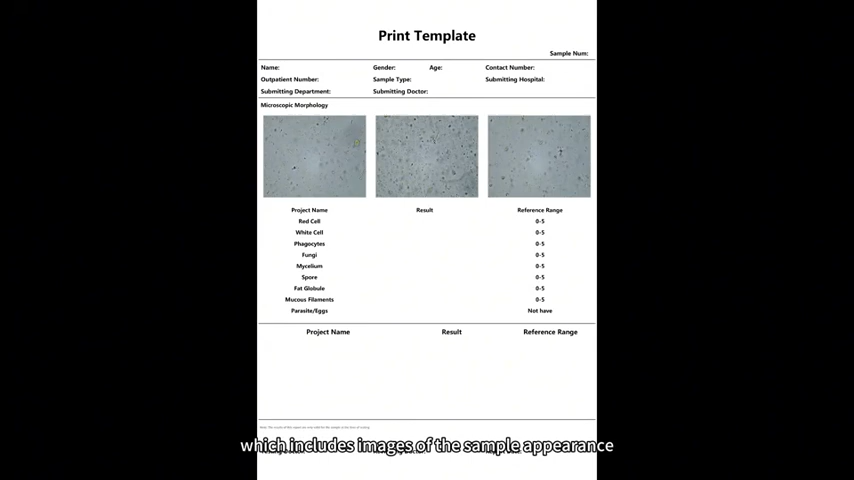 Print Template
Sample Num:
Name: Gender: Age: Contact Number:
Outpatient Number: Sample Type: Submitting Hospital:
Submitting Department: Submitting Doctor:
Microscopic Morphology
Project Name Result Reference Range
Red Cell 0-5
White Cell 0-5
Phagocytes 0-5
Fungi 0-5
Mycelium 0-5
Spore 0-5
Fat Globule 0-5
Mucous Filaments 0-5
Parasite/Eggs Not have
Project Name Result Reference Range
which includes images of the sample appearance